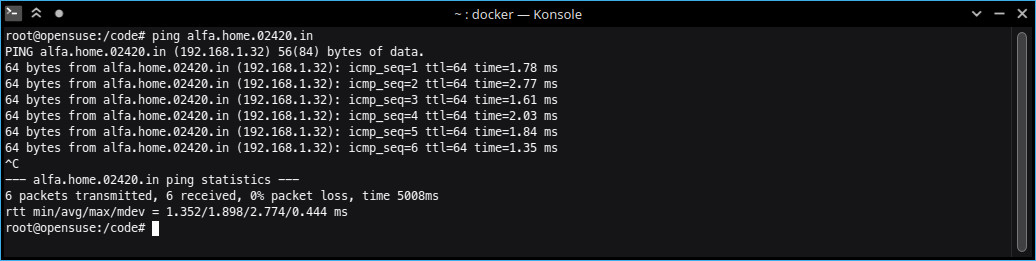 ~ : docker — Konsole
root@opensuse:/code# ping alfa.home.02420.in
PING alfa.home.02420.in (192.168.1.32) 56(84) bytes of data.
64 bytes from alfa.home.02420.in (192.168.1.32): icmp_seq=1 ttl=64 time=1.78 ms
64 bytes from alfa.home.02420.in (192.168.1.32): icmp_seq=2 ttl=64 time=2.77 ms
64 bytes from alfa.home.02420.in (192.168.1.32): icmp_seq=3 ttl=64 time=1.61 ms
64 bytes from alfa.home.02420.in (192.168.1.32): icmp_seq=4 ttl=64 time=2.03 ms
64 bytes from alfa.home.02420.in (192.168.1.32): icmp_seq=5 ttl=64 time=1.84 ms
64 bytes from alfa.home.02420.in (192.168.1.32): icmp_seq=6 ttl=64 time=1.35 ms
^C
--- alfa.home.02420.in ping statistics ---
6 packets transmitted, 6 received, 0% packet loss, time 5008ms
rtt min/avg/max/mdev = 1.352/1.898/2.774/0.444 ms
root@opensuse:/code#